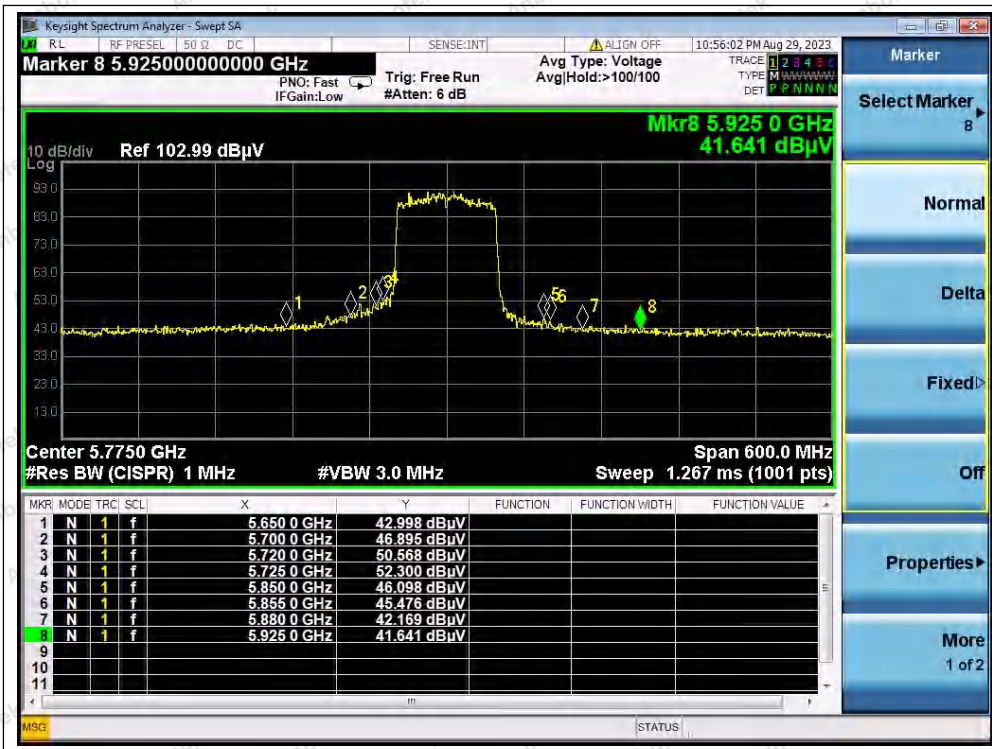 Keysight Spectrum Analyzer - Swept SA
LXI RL RF PRESEL 50 Ω DC SENSE:INT ALIGN OFF 10:56:02 PM Aug 29, 2023
Marker 8 5.925000000000 GHz
PNO: Fast
IFGain:Low
Trig: Free Run
#Atten: 6 dB
Avg Type: Voltage
Avg|Hold:>100/100
TRACE 1 2 3 4 5 6
TYPE M WWWWW
DET P P N N N N
Marker
Select Marker
8
Normal
Delta
Fixed
Off
Properties
More
1 of 2
Mkr8 5.925 0 GHz
41.641 dBµV
10 dB/div Ref 102.99 dBµV
Log
93.0
83.0
73.0
63.0
53.0
43.0
33.0
23.0
13.0
1 2 3 4 5 6 7 8
Center 5.7750 GHz Span 600.0 MHz
#Res BW (CISPR) 1 MHz #VBW 3.0 MHz Sweep 1.267 ms (1001 pts)
MKR MODE TRC SCL X Y FUNCTION FUNCTION WIDTH FUNCTION VALUE
1 N 1 f 5.650 0 GHz 42.998 dBµV
2 N 1 f 5.700 0 GHz 46.895 dBµV
3 N 1 f 5.720 0 GHz 50.568 dBµV
4 N 1 f 5.725 0 GHz 52.300 dBµV
5 N 1 f 5.850 0 GHz 46.098 dBµV
6 N 1 f 5.855 0 GHz 45.476 dBµV
7 N 1 f 5.880 0 GHz 42.169 dBµV
8 N 1 f 5.925 0 GHz 41.641 dBµV
9
10
11
MSG STATUS